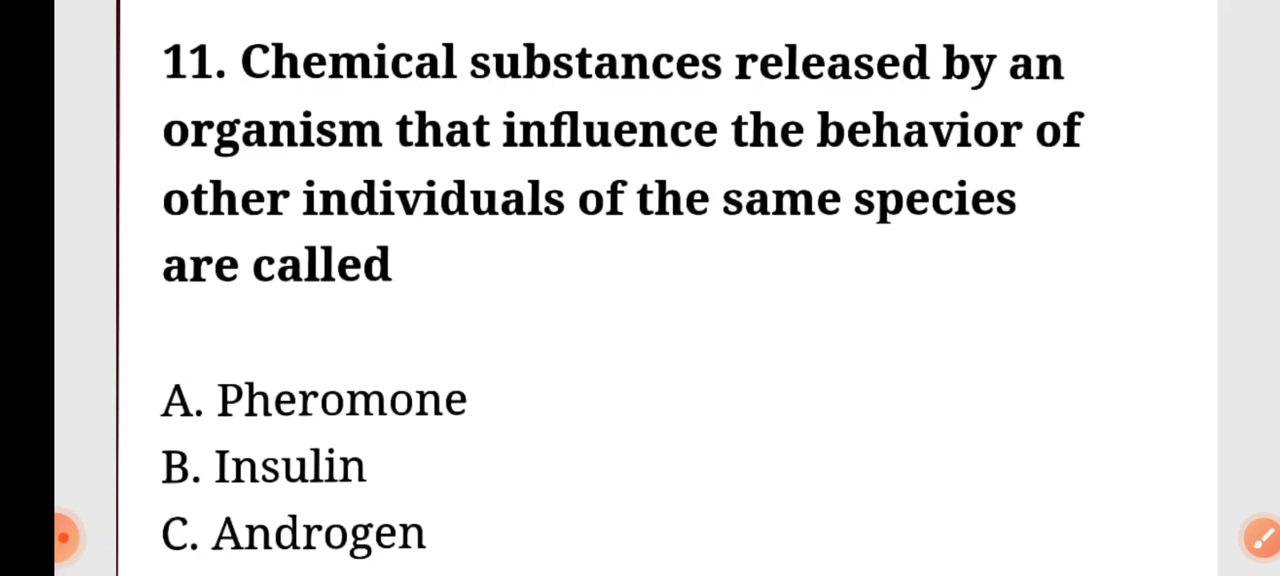 11. Chemical substances released by an
organism that influence the behavior of
other individuals of the same species
are called
A. Pheromone
B. Insulin
C. Androgen